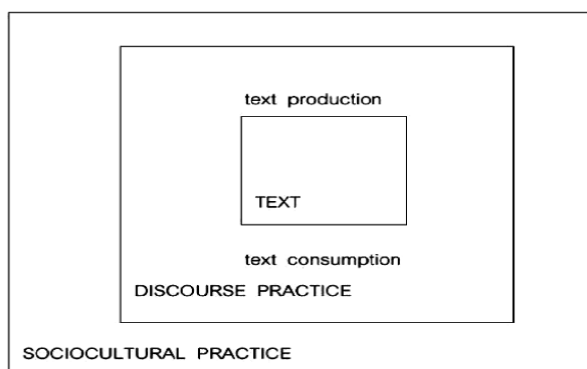 text production
TEXT
text consumption
DISCOURSE PRACTICE
SOCIOCULTURAL PRACTICE